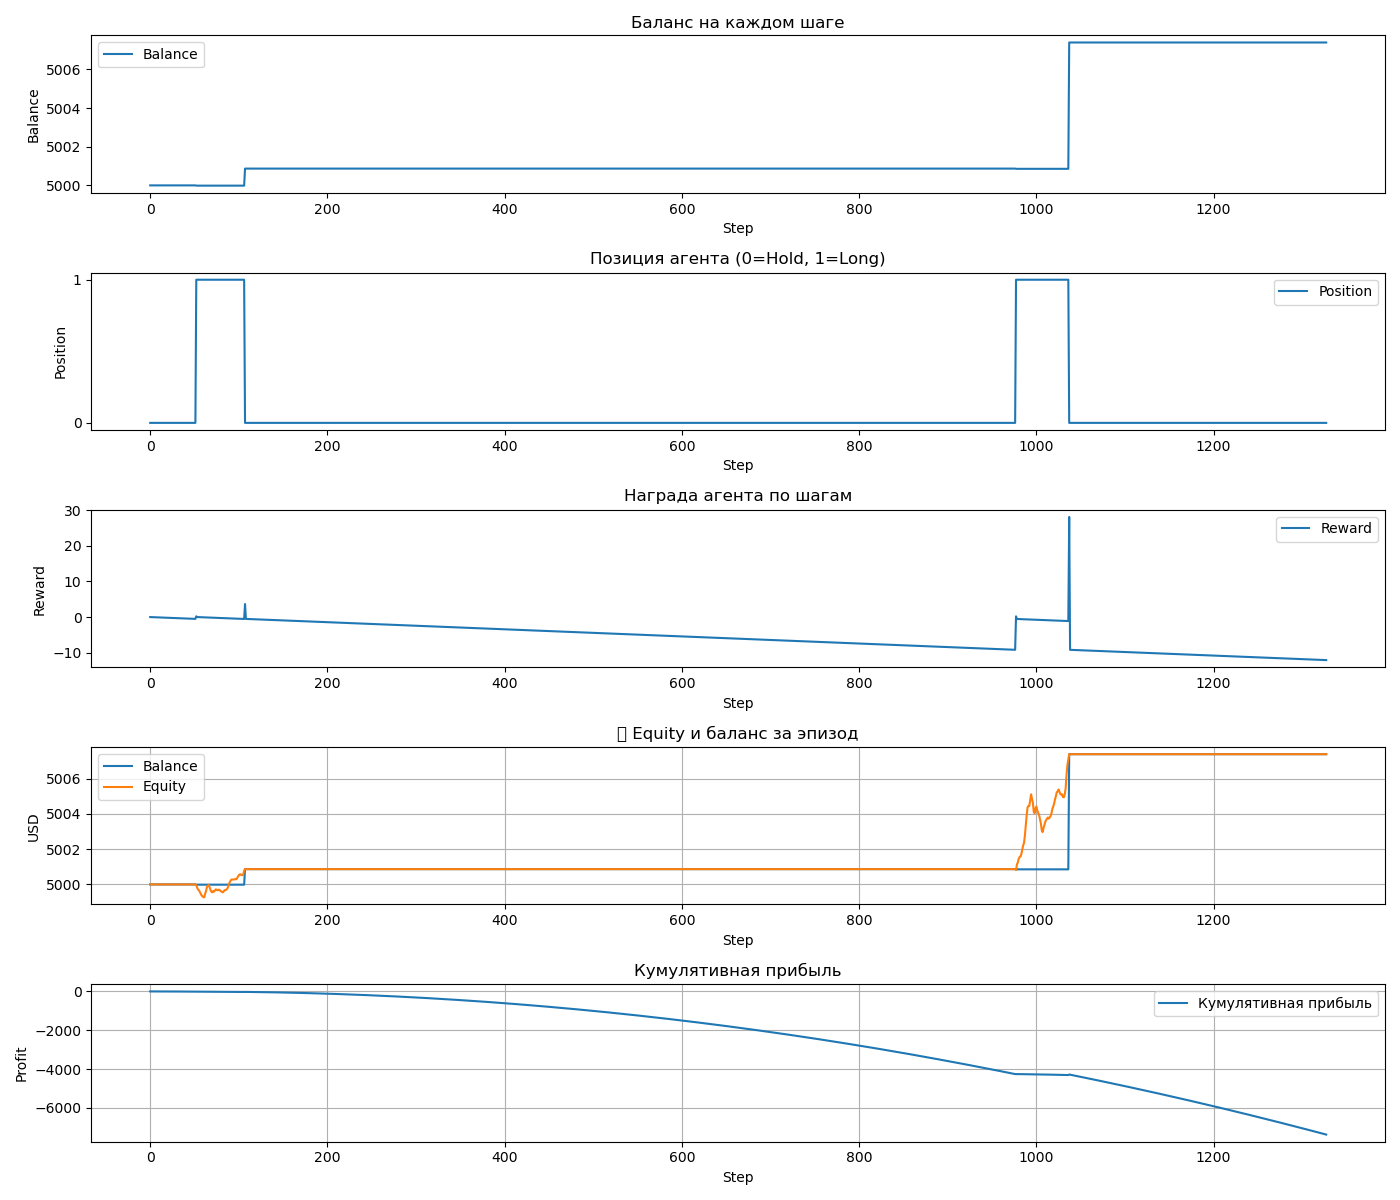 Баланс на каждом шаге
Balance
Balance
5006
5004
5002
5000
0 200 400 600 800 1000 1200
Step
Позиция агента (0=Hold, 1=Long)
Position
Position
1
0
0 200 400 600 800 1000 1200
Step
Награда агента по шагам
Reward
Reward
30
20
10
0
−10
0 200 400 600 800 1000 1200
Step
Equity и баланс за эпизод
Balance
Equity
USD
5006
5004
5002
5000
0 200 400 600 800 1000 1200
Step
Кумулятивная прибыль
Кумулятивная прибыль
Profit
0
−2000
−4000
−6000
0 200 400 600 800 1000 1200
Step